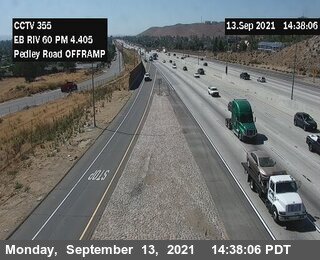 CCTV 355
EB RIV 60 PM 4.405
Pedley Road OFFRAMP
13.Sep 2021 14:38:06
STOP
Monday, September 13, 2021 14:38:06 PDT